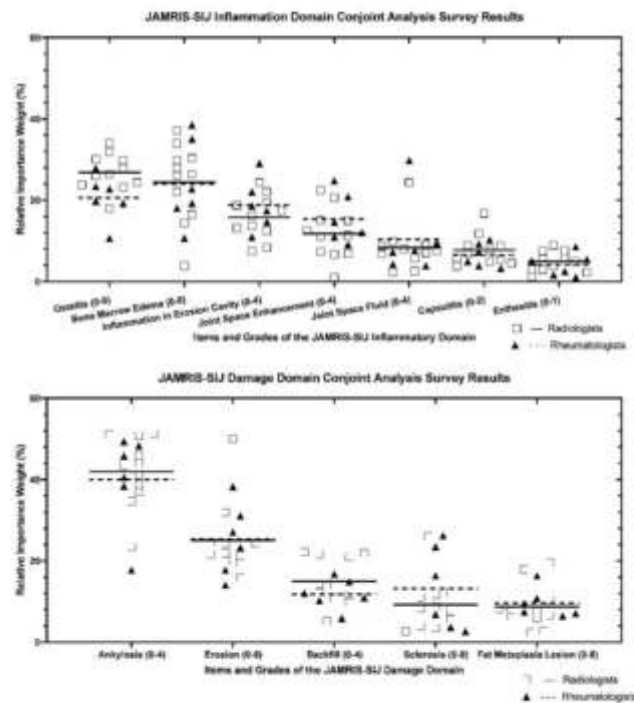 JAMRIS-SIJ Inflammation Domain Conjoint Analysis Survey Results
60
40
20
0
Relative Importance Weight (%)
Osteitis (0-8)
Bone Marrow Edema (0-8)
Inflammation in Erosion Cavity (0-4)
Joint Space Enhancement (0-4)
Joint Space Fluid (0-4)
Capsulitis (0-2)
Enthesitis (0-1)
Items and Grades of the JAMRIS-SIJ Inflammatory Domain
Radiologists
Rheumatologists
JAMRIS-SIJ Damage Domain Conjoint Analysis Survey Results
60
40
20
0
Relative Importance Weight (%)
Ankylosis (0-4) Erosion (0-8) Backfill (0-4) Sclerosis (0-8) Fat Metaplasia Lesion (0-8)
Items and Grades of the JAMRIS-SIJ Damage Domain
Radiologists
Rheumatologists